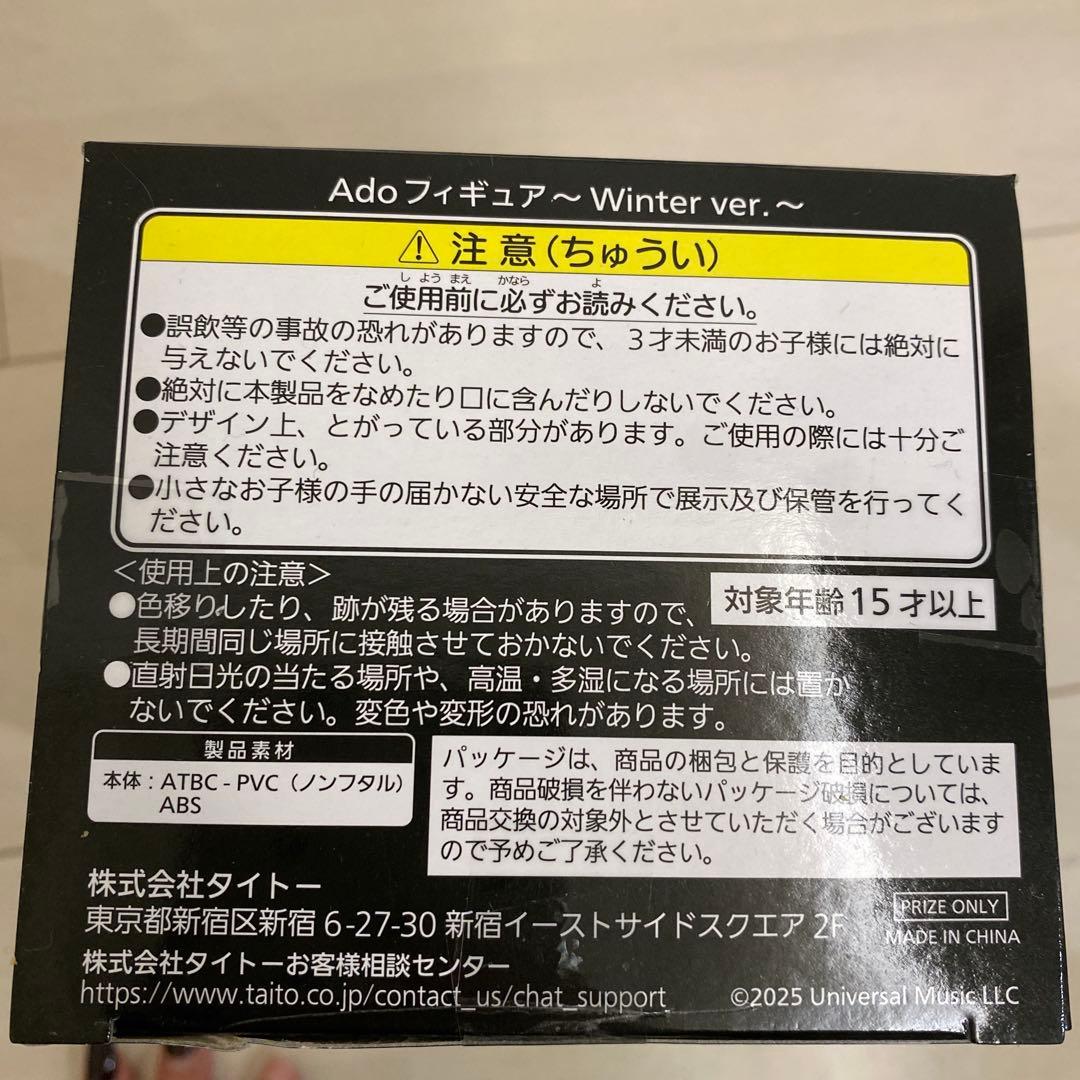 Adoフィギュア～Winter ver.～
注意(ちゅうい)
しようまえ かなら よ
ご使用前に必ずお読みください。
●誤飲等の事故の恐れがありますので、3才未満のお子様には絶対に
与えないでください。
●絶対に本製品をなめたり口に含んだりしないでください。
●デザイン上、とがっている部分があります。ご使用の際には十分ご
注意ください。
●小さなお子様の手の届かない安全な場所で展示及び保管を行ってく
ださい。
＜使用上の注意＞
●色移りしたり、跡が残る場合がありますので、
長期間同じ場所に接触させておかないでください。
●直射日光の当たる場所や、高温・多湿になる場所には置か
ないでください。変色や変形の恐れがあります。
対象年齢15才以上
製品素材
本体：ATBC-PVC（ノンフタル）
ABS
パッケージは、商品の梱包と保護を目的としていま
す。商品破損を伴わないパッケージ破損については、
商品交換の対象外とさせていただく場合がございます
ので予めご了承ください。
株式会社タイトー
東京都新宿区新宿6-27-30 新宿イーストサイドスクエア 2F
株式会社タイトーお客様相談センター
https://www.taito.co.jp/contact_us/chat_support
PRIZE ONLY
MADE IN CHINA
©2025 Universal Music LLC